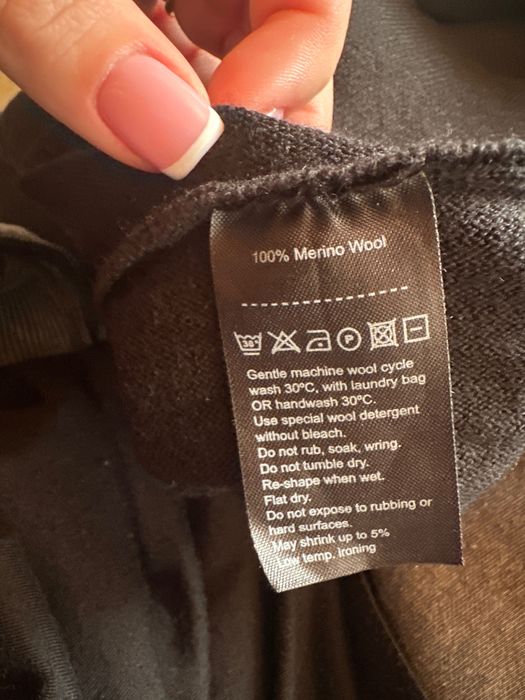 100% Merino Wool
30° P
Gentle machine wool cycle
wash 30ºC, with laundry bag
OR handwash 30ºC.
Use special wool detergent
without bleach.
Do not rub, soak, wring.
Do not tumble dry.
Re-shape when wet.
Flat dry.
Do not expose to rubbing or
hard surfaces.
May shrink up to 5%
Low temp. Ironing